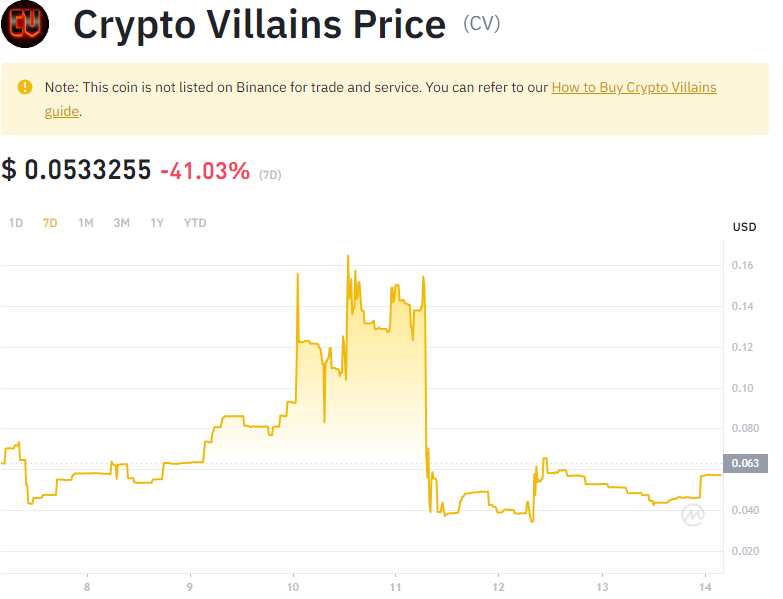 CV
Crypto Villains Price (CV)
Note: This coin is not listed on Binance for trade and service. You can refer to our How to Buy Crypto Villains
guide.
$ 0.0533255 -41.03% (7D)
1D 7D 1M 3M 1Y YTD
USD
0.16
0.14
0.12
0.10
0.080
0.063
0.040
0.020
8 9 10 11 12 13 14